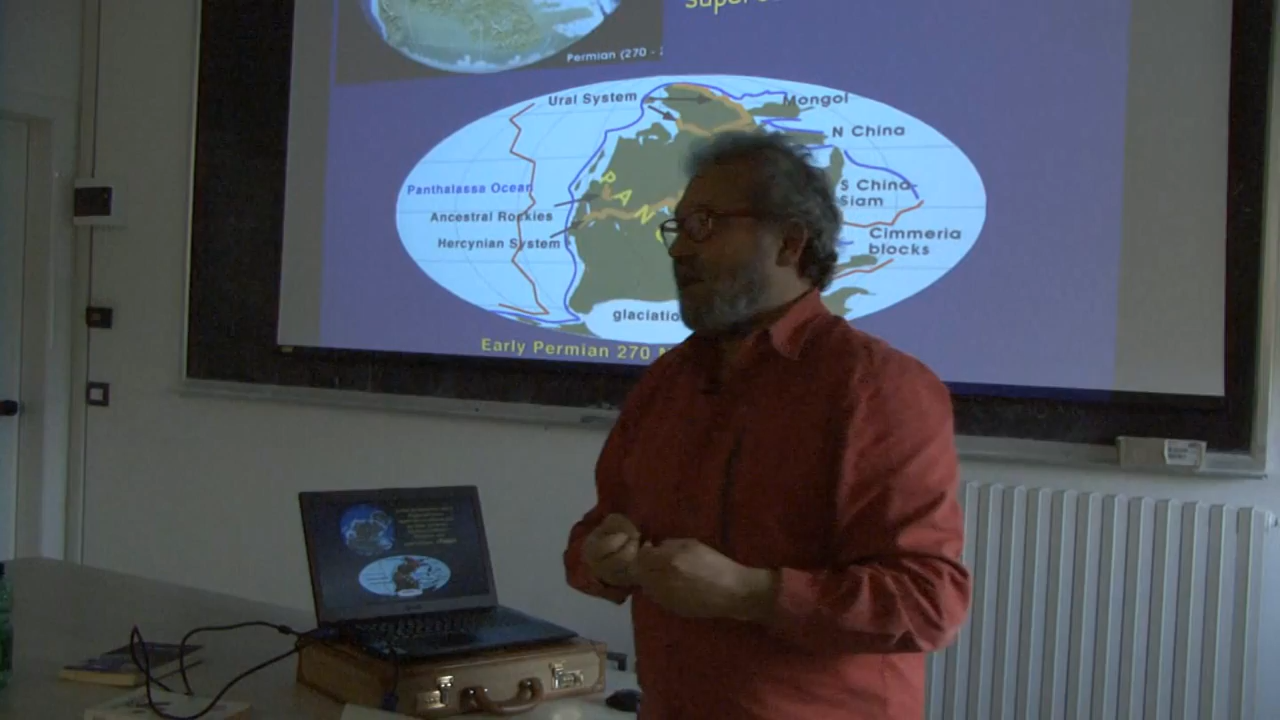 Permian (270 -
Ural System
Mongol
N China
Panthalassa Ocean
S China-
Siam
Ancestral Rockies
Cimmeria
Hercynian System
blocks
PAN
Early Permian 270